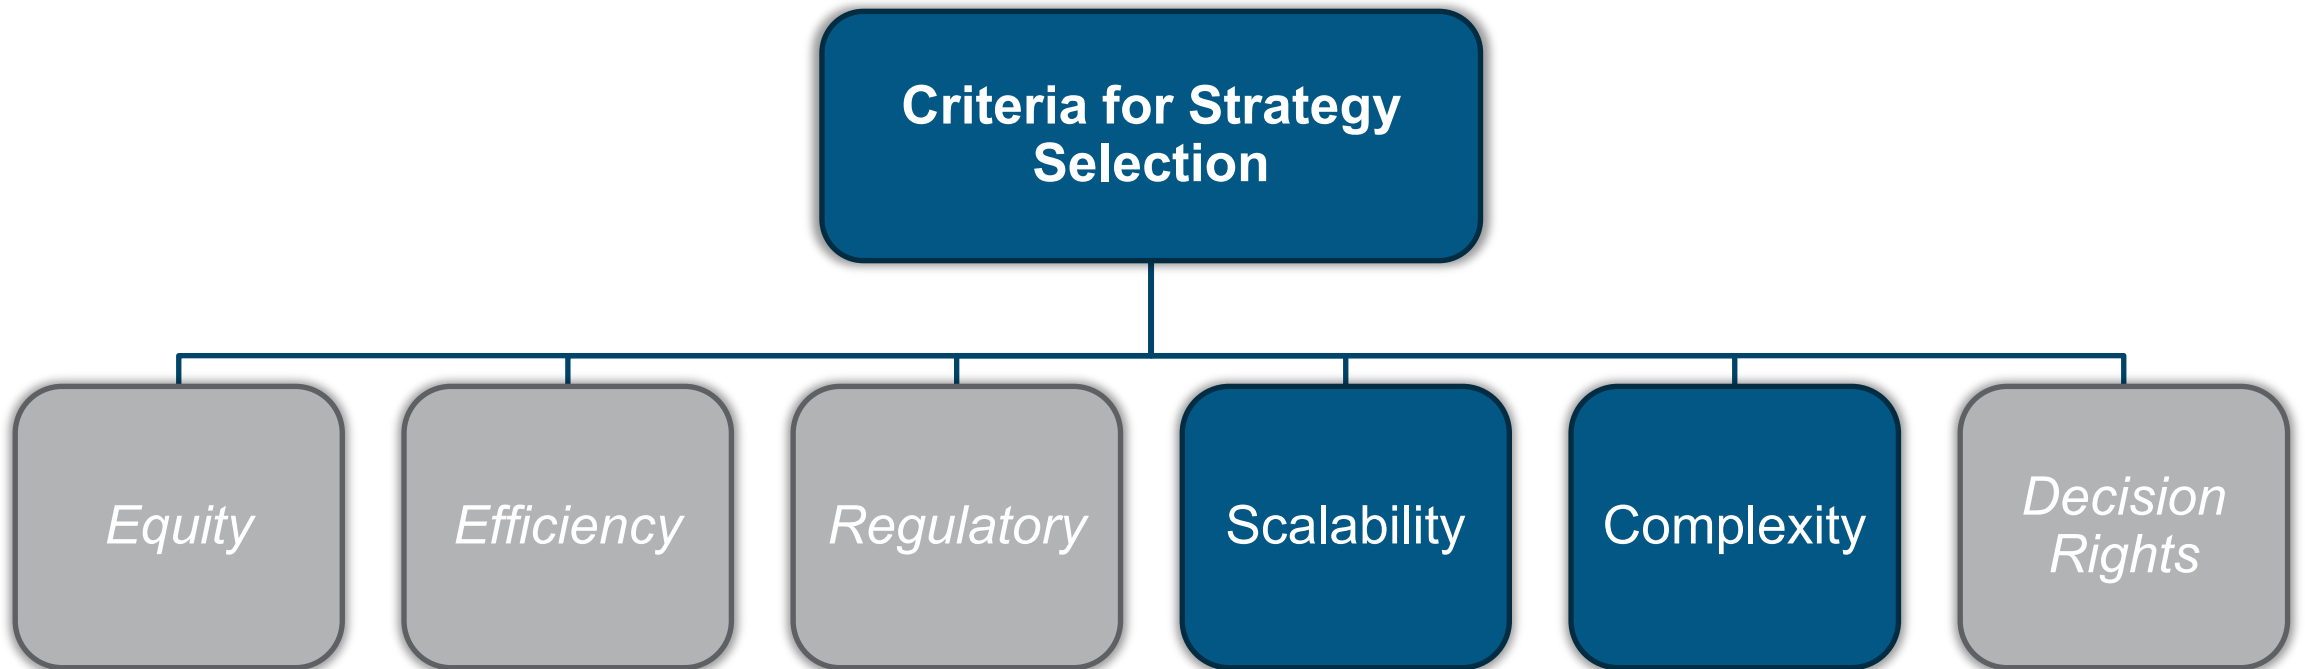 Criteria for Strategy
Selection
Equity
Efficiency
Regulatory
Scalability
Complexity
Decision
Rights